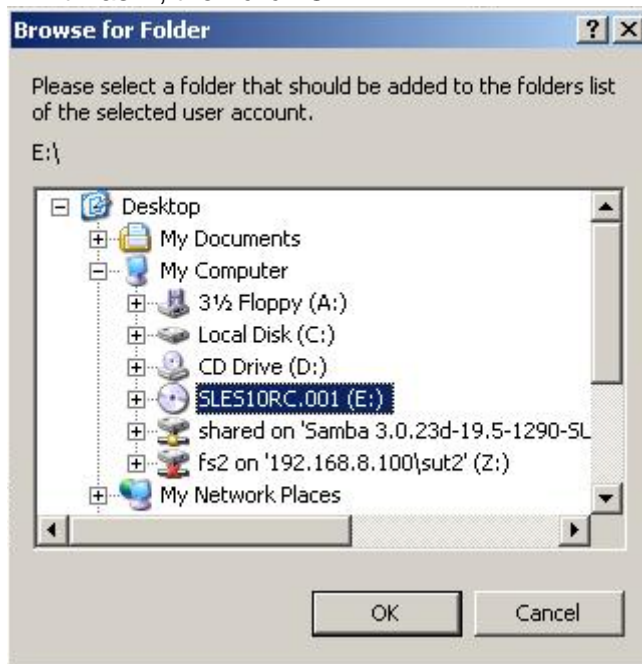 Browse for Folder
Please select a folder that should be added to the folders list
of the selected user account.
E:\
Desktop
My Documents
My Computer
3½ Floppy (A:)
Local Disk (C:)
CD Drive (D:)
SLES10RC.001 (E:)
shared on 'Samba 3.0.23d-19.5-1290-SL
fs2 on '192.168.8.100\sut2' (Z:)
My Network Places
OK Cancel